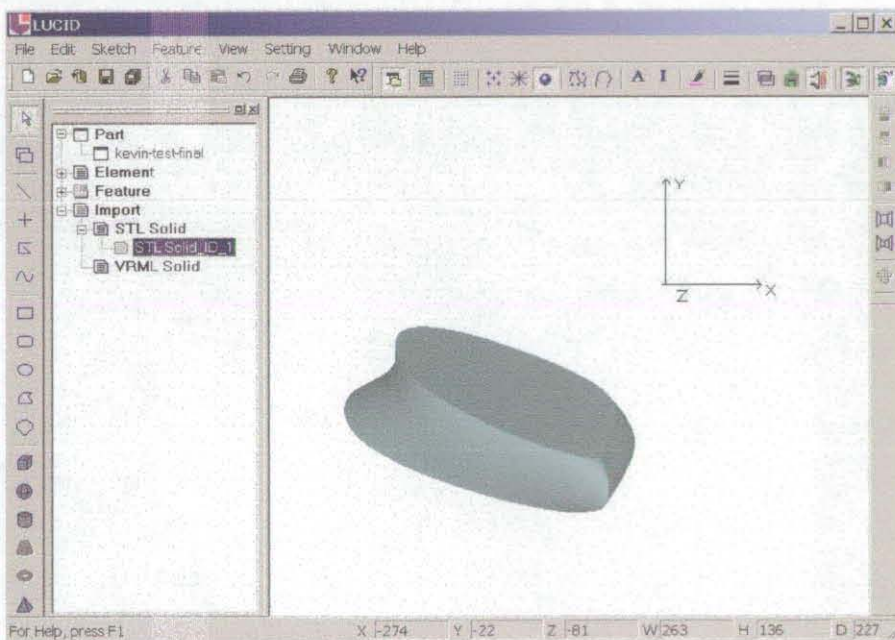 LUCID
File Edit Sketch Feature View Setting Window Help
A I
Part
kevin-test-final
Element
Feature
Import
STL Solid
STL Solid_ID_1
VRML Solid
Y
Z X
For Help, press F1 X -274 Y -22 Z -81 W 263 H 136 D 227